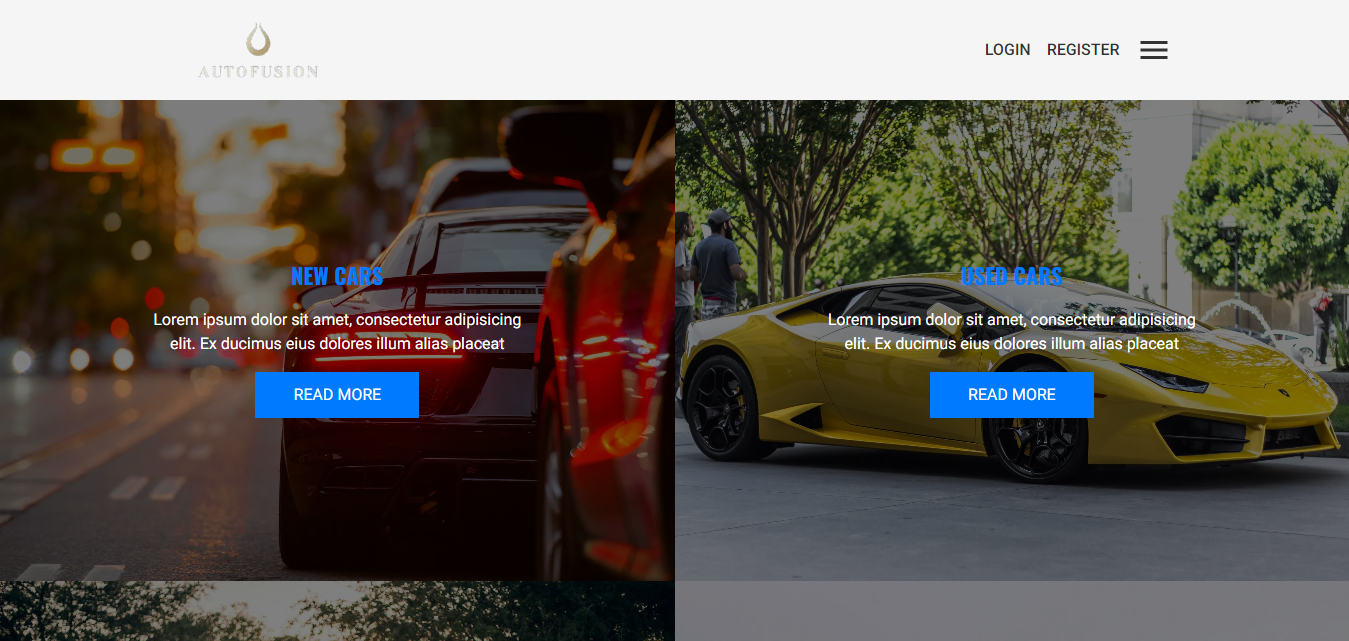 AUTOFUSION
LOGIN REGISTER
NEW CARS
Lorem ipsum dolor sit amet, consectetur adipisicing
elit. Ex ducimus eius dolores illum alias placeat
READ MORE
USED CARS
Lorem ipsum dolor sit amet, consectetur adipisicing
elit. Ex ducimus eius dolores illum alias placeat
READ MORE